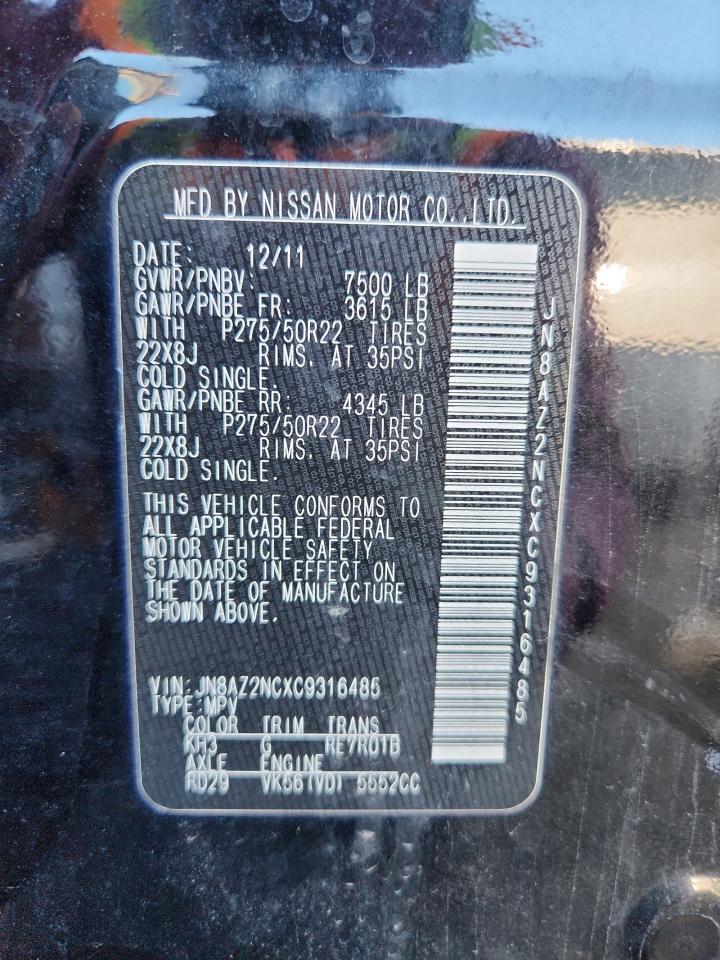 MFD BY NISSAN MOTOR CO.,LTD.
DATE: 12/11
GVWR/PNBV: 7500 LB
GAWR/PNBE FR: 3615 LB
WITH P275/50R22 TIRES
22X8J RIMS, AT 35PSI
COLD SINGLE.
GAWR/PNBE RR: 4345 LB
WITH P275/50R22 TIRES
22X8J RIMS, AT 35PSI
COLD SINGLE.
THIS VEHICLE CONFORMS TO
ALL APPLICABLE FEDERAL
MOTOR VEHICLE SAFETY
STANDARDS IN EFFECT ON
THE DATE OF MANUFACTURE
SHOWN ABOVE.
VIN:JN8AZ2NCXC9316485
TYPE:MPV
COLOR TRIM TRANS
KH3 G RE7R01B
AXLE ENGINE
RD29 VK56(VD) 5552CC
JN8AZ2NCXC9316485